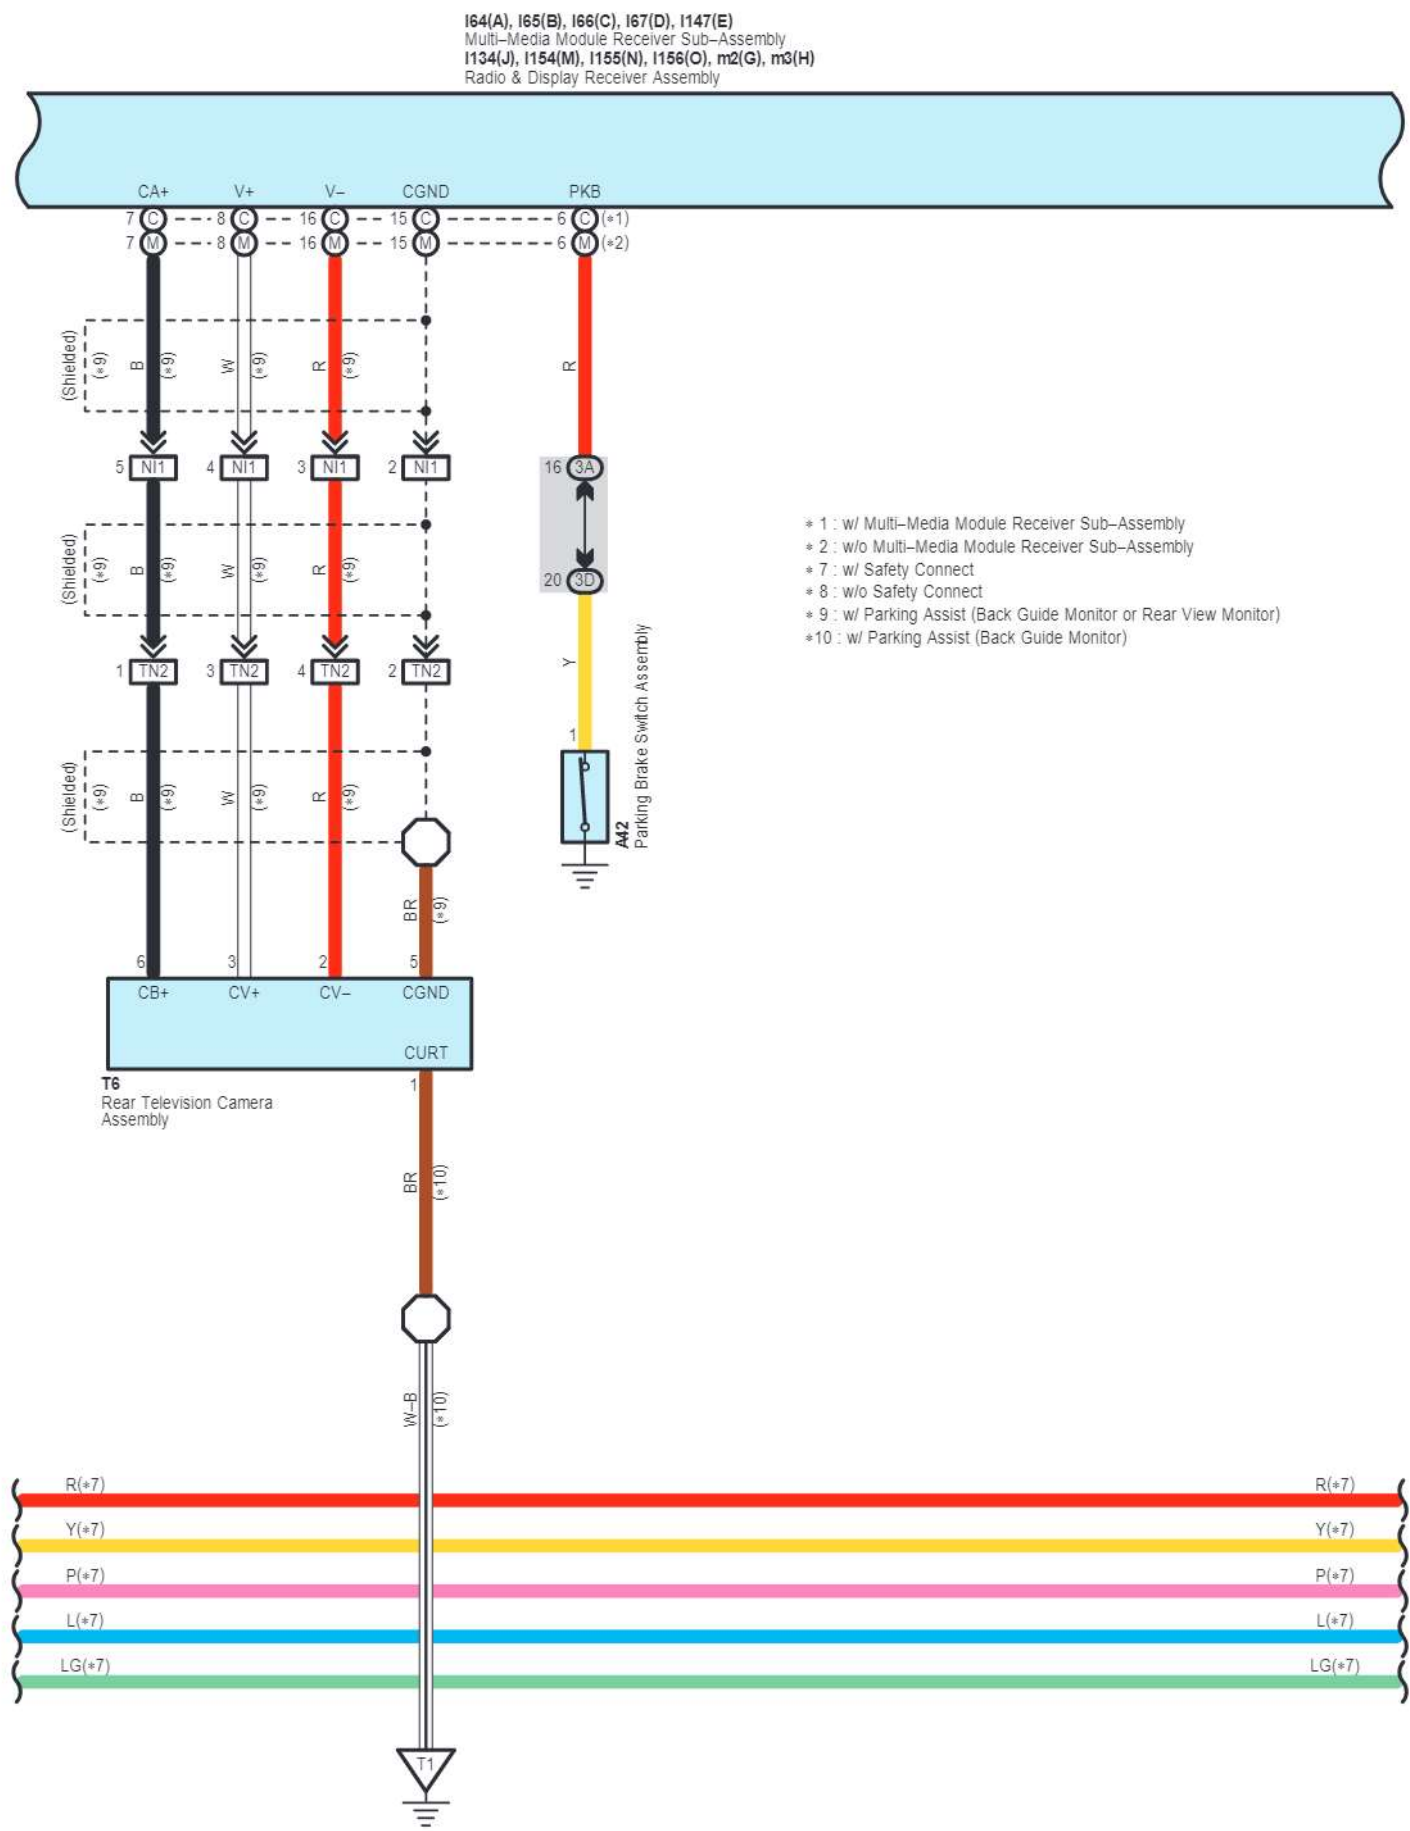 I64(A), I65(B), I66(C), I67(D), I147(E)
Multi–Media Module Receiver Sub–Assembly
I134(J), I154(M), I155(N), I156(O), m2(G), m3(H)
Radio & Display Receiver Assembly
CA+ V+ V– CGND PKB
7 C 8 C 16 C 15 C 6 C (*1)
7 M 8 M 16 M 15 M 6 M (*2)
(Shielded) (*9) B (*9) W (*9) R (*9) R
5 NI1 4 NI1 3 NI1 2 NI1 16 3A
* 1 : w/ Multi–Media Module Receiver Sub–Assembly
* 2 : w/o Multi–Media Module Receiver Sub–Assembly
* 7 : w/ Safety Connect
* 8 : w/o Safety Connect
* 9 : w/ Parking Assist (Back Guide Monitor or Rear View Monitor)
*10 : w/ Parking Assist (Back Guide Monitor)
(Shielded) (*9) B (*9) W (*9) R (*9)
20 3D
Y
1 TN2 3 TN2 4 TN2 2 TN2
1
A42
Parking Brake Switch Assembly
(Shielded) (*9) B (*9) W (*9) R (*9)
BR (*9)
6 3 2 5
CB+ CV+ CV– CGND
CURT
T6
Rear Television Camera
Assembly
1
BR (*10)
W–B (*10)
R(*7) R(*7)
Y(*7) Y(*7)
P(*7) P(*7)
L(*7) L(*7)
LG(*7) LG(*7)
T1